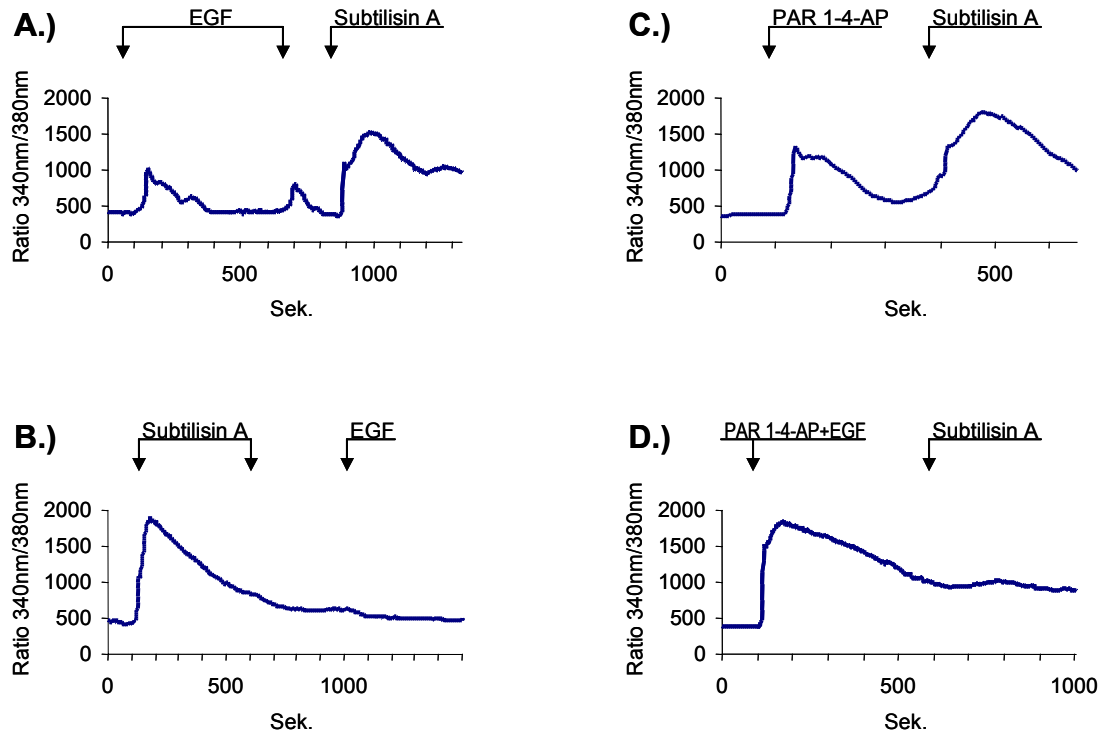 A.)
EGF
Subtilisin A
Ratio 340nm/380nm
2000
1500
1000
500
0
0 500 1000
Sek.
C.)
PAR 1-4-AP
Subtilisin A
Ratio 340nm/380nm
2000
1500
1000
500
0
0 500
Sek.
B.)
Subtilisin A
EGF
Ratio 340nm/380nm
2000
1500
1000
500
0
0 500 1000
Sek.
D.)
PAR 1-4-AP+EGF
Subtilisin A
Ratio 340nm/380nm
2000
1500
1000
500
0
0 500 1000
Sek.